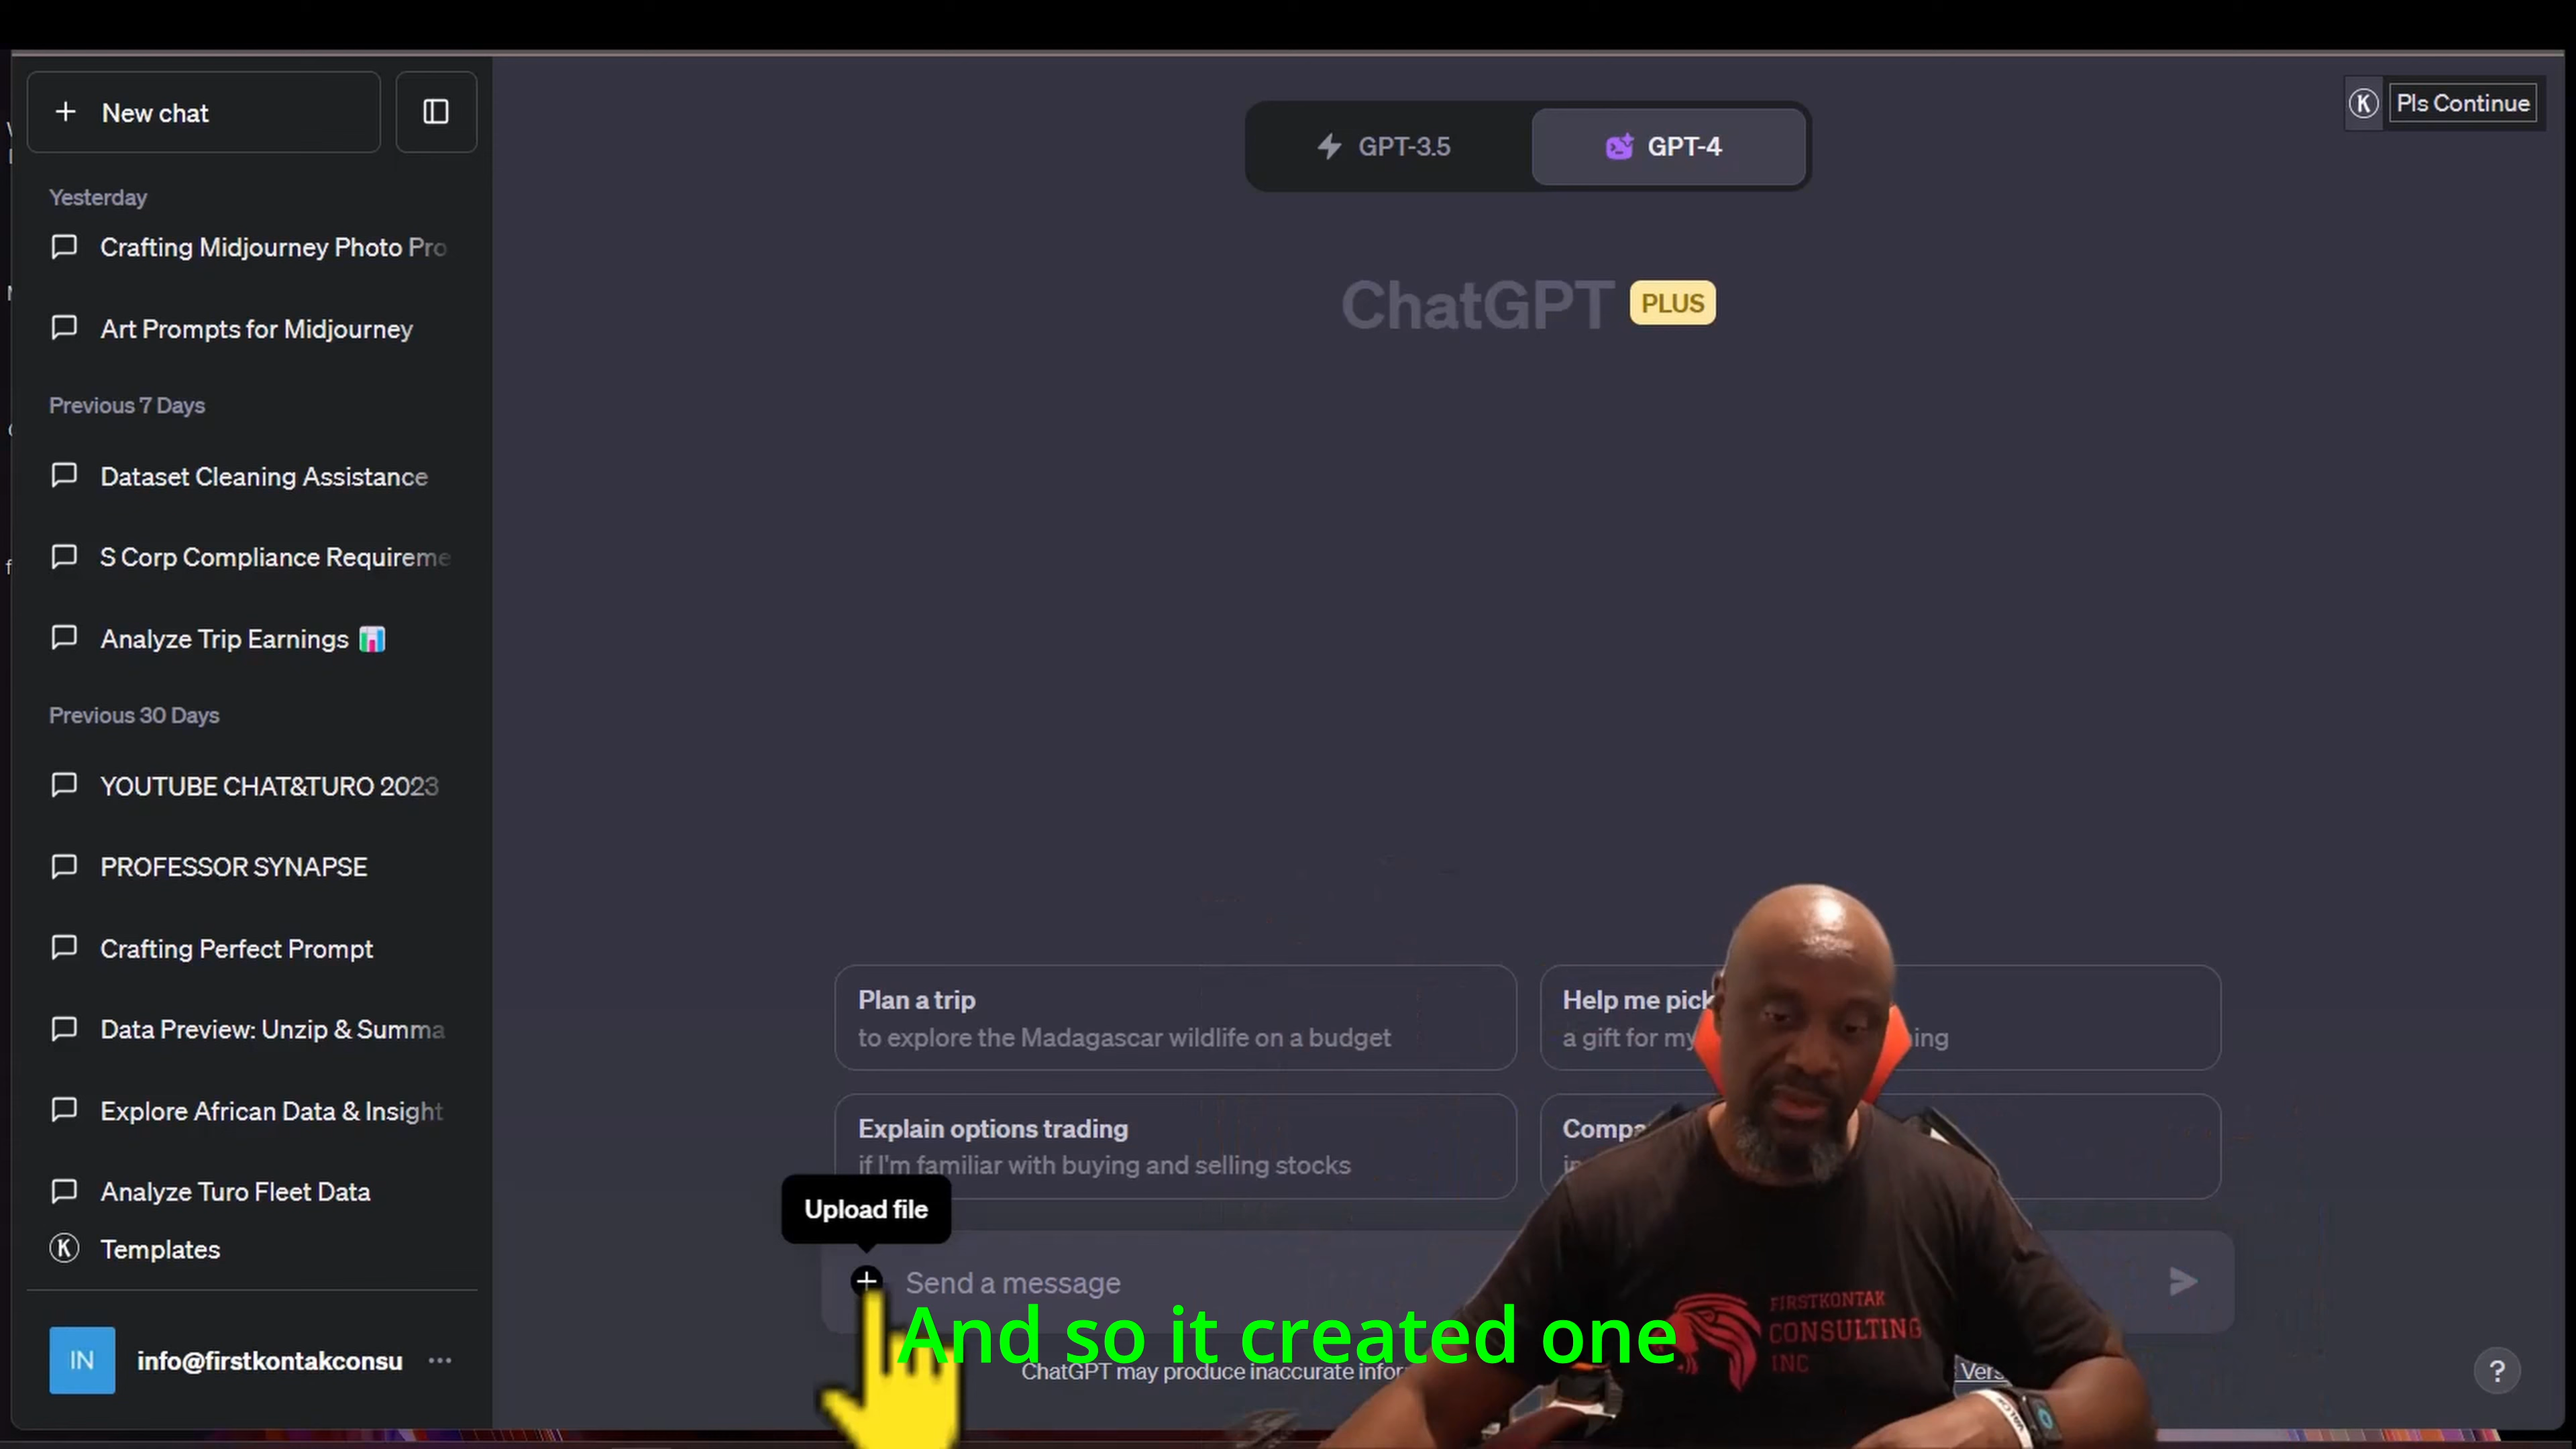 New chat
Yesterday
Crafting Midjourney Photo Pro
Art Prompts for Midjourney
Previous 7 Days
Dataset Cleaning Assistance
S Corp Compliance Requireme
Analyze Trip Earnings
Previous 30 Days
YOUTUBE CHAT&TURO 2023
PROFESSOR SYNAPSE
Crafting Perfect Prompt
Data Preview: Unzip & Summa
Explore African Data & Insight
Analyze Turo Fleet Data
K Templates
IN info@firstkontakconsu
GPT-3.5
GPT-4
K Pls Continue
ChatGPT PLUS
Plan a trip
to explore the Madagascar wildlife on a budget
Help me pick
a gift for my
Explain options trading
if I'm familiar with buying and selling stocks
Upload file
Send a message
And so it created one
ChatGPT may produce inaccurate
FIRSTKONTAK
CONSULTING
INC
?